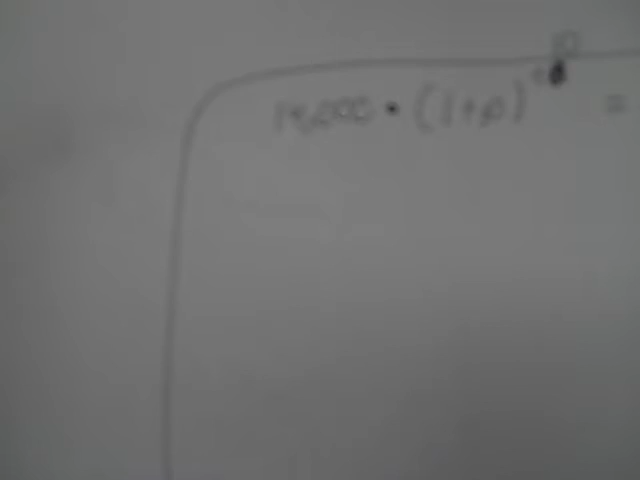 14,000 • (1+p) =